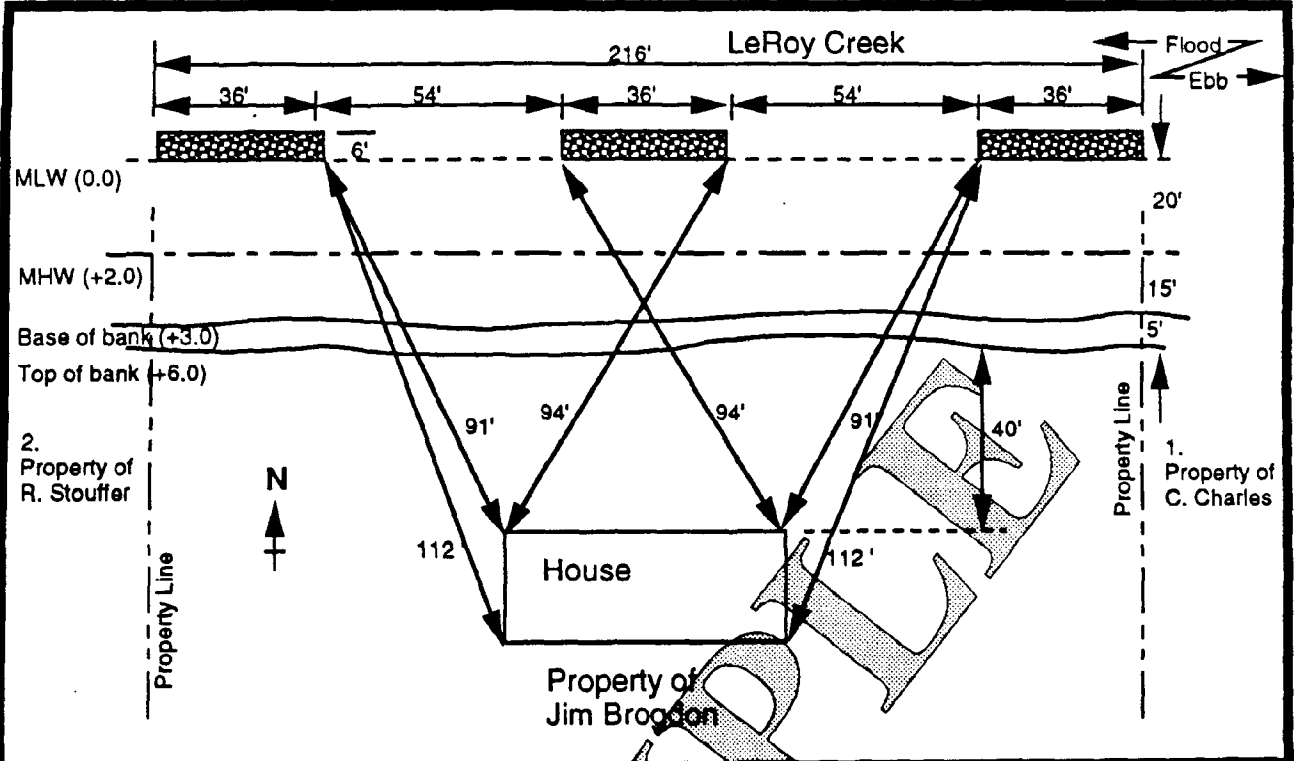 LeRoy Creek
Flood
Ebb
216'
36'
54'
36'
54'
36'
6'
MLW (0.0)
20'
MHW (+2.0)
15'
Base of bank (+3.0)
5'
Top of bank (+6.0)
2.
Property of
R. Stouffer
N
91'
94'
94'
91'
40'
Property Line
1.
Property of
C. Charles
112'
House
112'
Property Line
Property of
Jim Brogdon
PLE